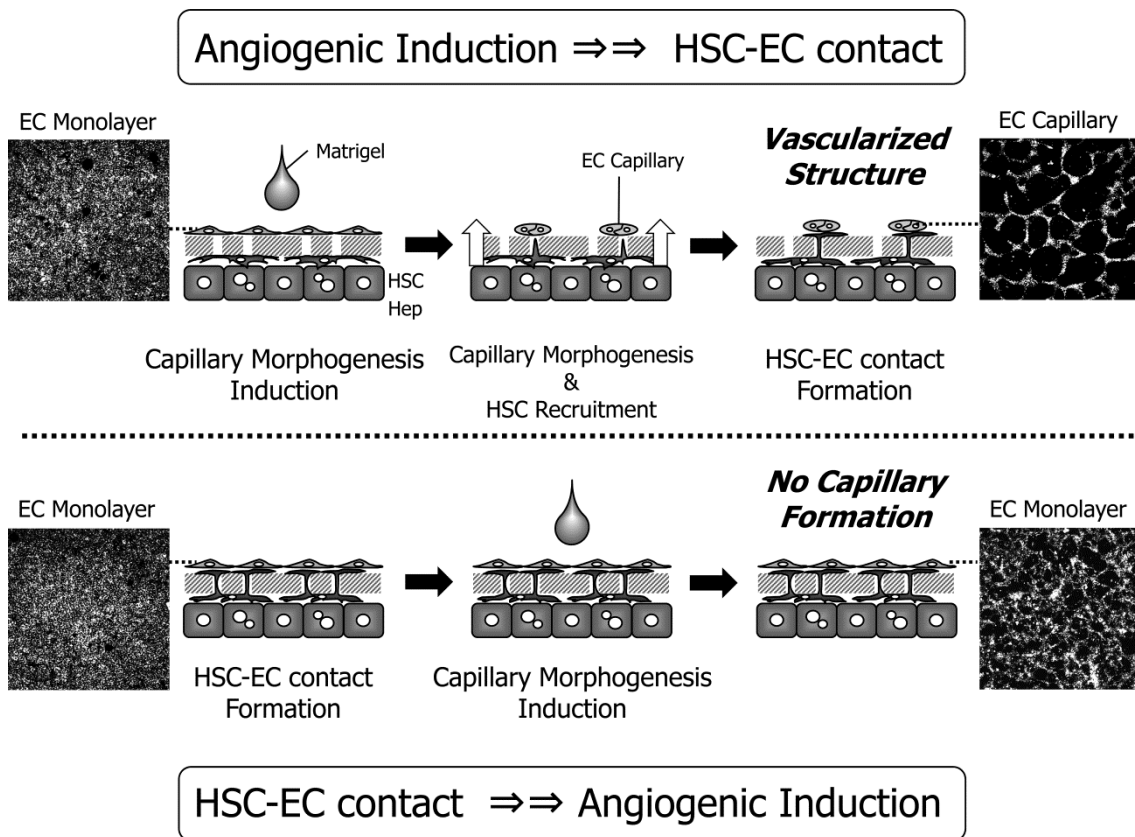 Angiogenic Induction ⇒⇒ HSC-EC contact
EC Monolayer
Matrigel
EC Capillary
Vascularized
Structure
EC Capillary
HSC
Hep
Capillary Morphogenesis
Induction
Capillary Morphogenesis
&
HSC Recruitment
HSC-EC contact
Formation
EC Monolayer
No Capillary
Formation
EC Monolayer
HSC-EC contact
Formation
Capillary Morphogenesis
Induction
HSC-EC contact ⇒⇒ Angiogenic Induction